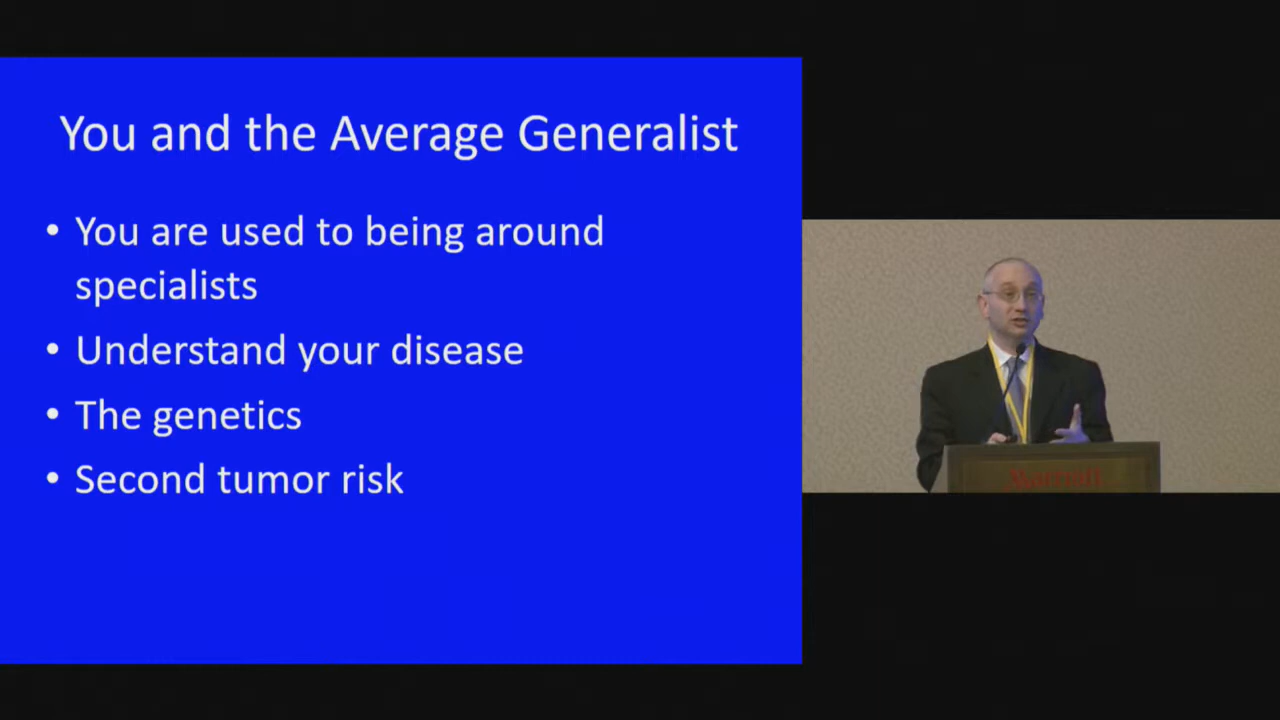 You and the Average Generalist
• You are used to being around
specialists
• Understand your disease
• The genetics
• Second tumor risk
Marriott